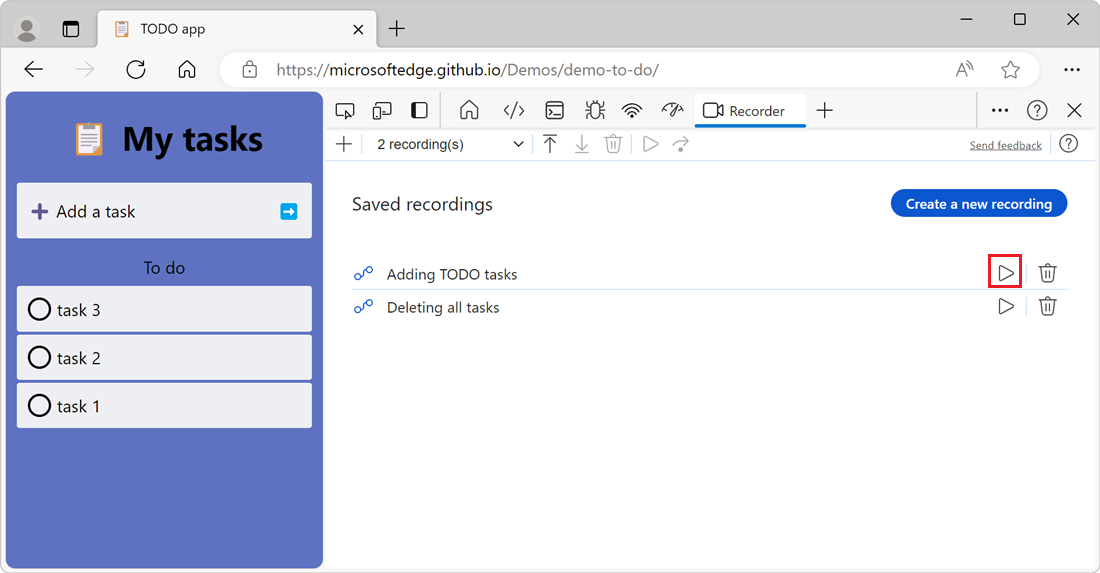 TODO app
https://microsoftedge.github.io/Demos/demo-to-do/
My tasks
Add a task
To do
task 3
task 2
task 1
Recorder
2 recording(s)
Send feedback
Saved recordings
Create a new recording
Adding TODO tasks
Deleting all tasks